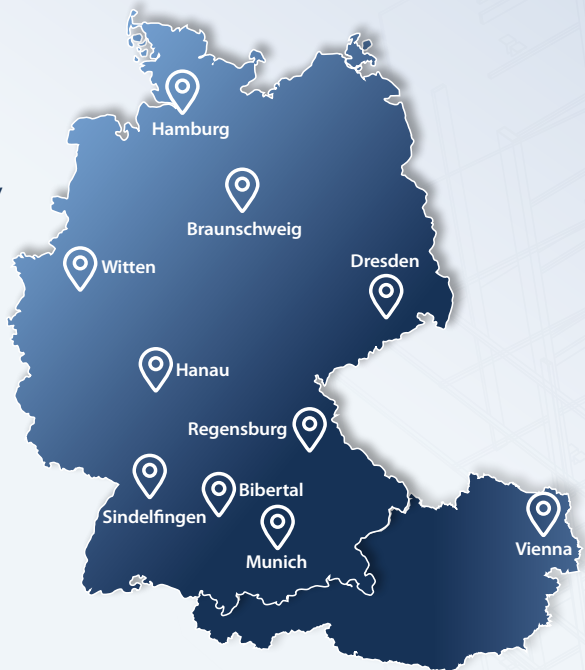 Hamburg
Braunschweig
Witten
Dresden
Hanau
Regensburg
Bibertal
Sindelfingen
Munich
Vienna